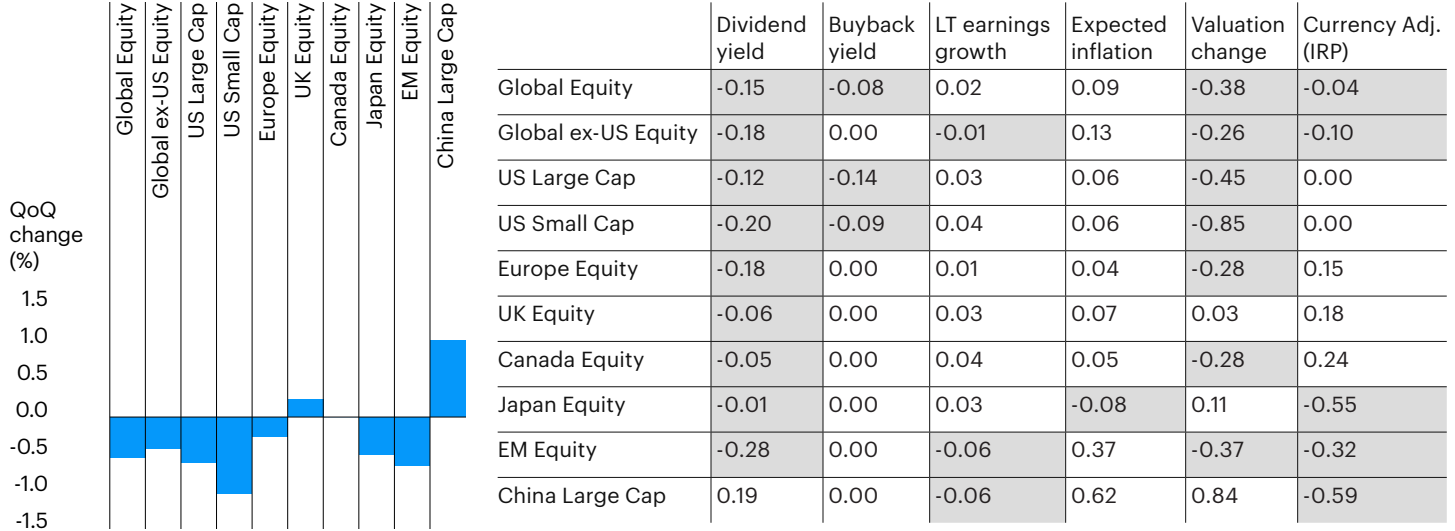 Global Equity
Global ex-US Equity
US Large Cap
US Small Cap
Europe Equity
UK Equity
Canada Equity
Japan Equity
EM Equity
China Large Cap
QoQ
change
(%)
1.5
1.0
0.5
0.0
-0.5
-1.0
-1.5
Dividend yield Buyback yield LT earnings growth Expected inflation Valuation change Currency Adj. (IRP)
Global Equity -0.15 -0.08 0.02 0.09 -0.38 -0.04
Global ex-US Equity -0.18 0.00 -0.01 0.13 -0.26 -0.10
US Large Cap -0.12 -0.14 0.03 0.06 -0.45 0.00
US Small Cap -0.20 -0.09 0.04 0.06 -0.85 0.00
Europe Equity -0.18 0.00 0.01 0.04 -0.28 0.15
UK Equity -0.06 0.00 0.03 0.07 0.03 0.18
Canada Equity -0.05 0.00 0.04 0.05 -0.28 0.24
Japan Equity -0.01 0.00 0.03 -0.08 0.11 -0.55
EM Equity -0.28 0.00 -0.06 0.37 -0.37 -0.32
China Large Cap 0.19 0.00 -0.06 0.62 0.84 -0.59